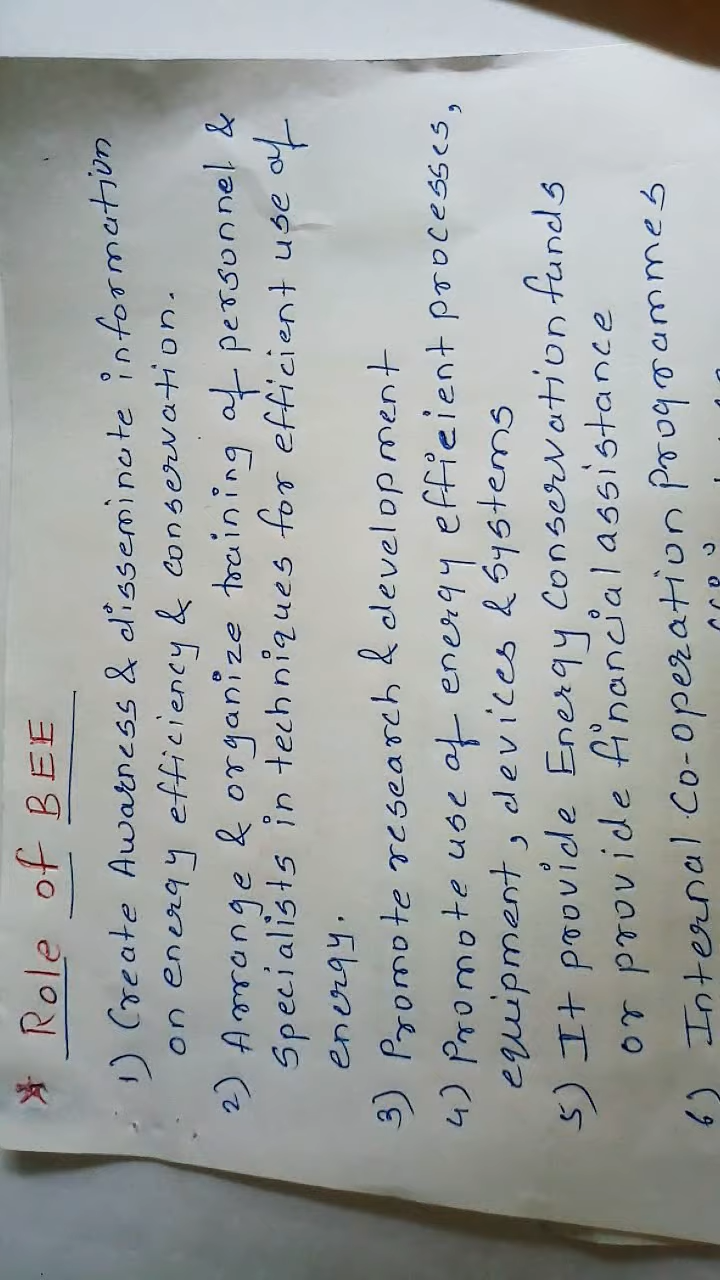 * Role of BEE
1) Create Awarness & disseminate information
on energy efficiency & conservation.
2) Arrange & organize training of personnel &
Specialists in techniques for efficient use of
energy.
3) Promote research & development
4) Promote use of energy efficient processes,
equipment, devices & systems
5) It provide Energy Conservation funds
or provide financial assistance
6) Internal Co-operation programmes